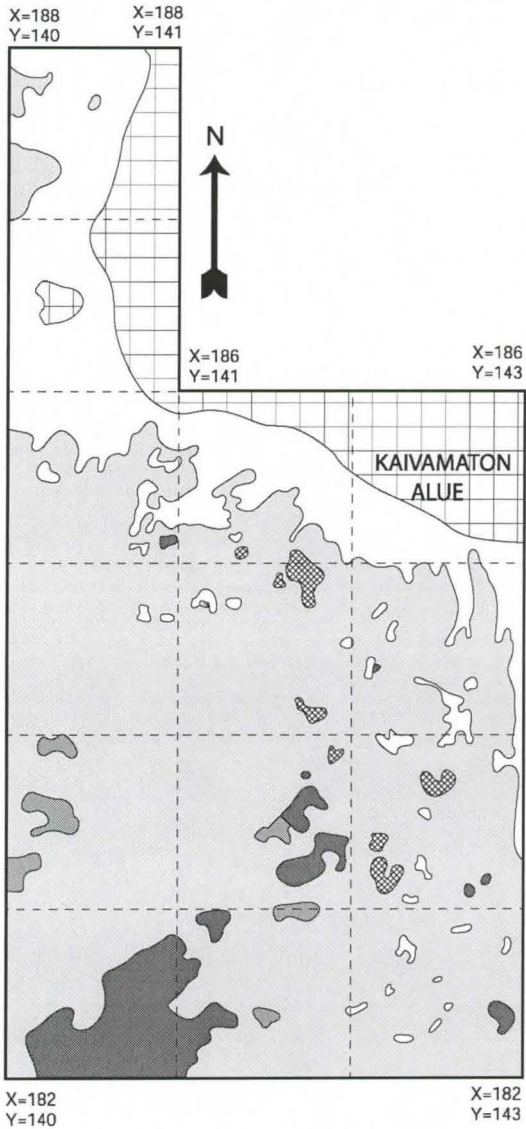 X=188
Y=140
X=188
Y=141
N
X=186
Y=141
X=186
Y=143
KAIVAMATON
ALUE
X=182
Y=140
X=182
Y=143